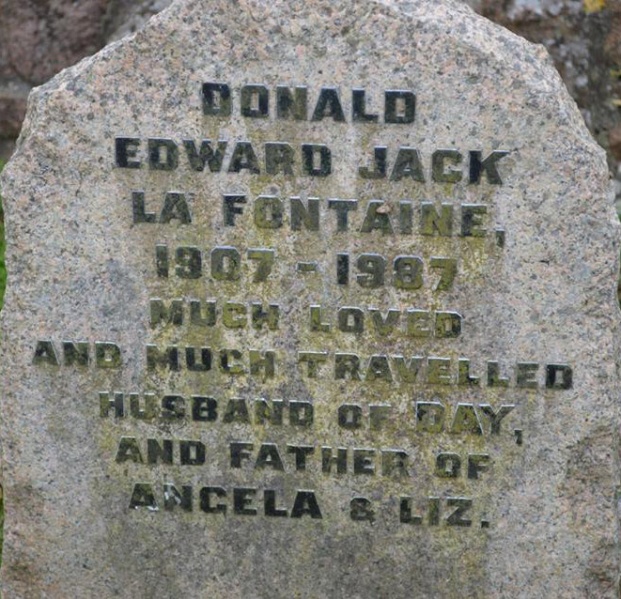 DONALD
EDWARD JACK
LA FONTAINE,
1907 - 1987
MUCH LOVED
AND MUCH TRAVELLED
HUSBAND OF DAY,
AND FATHER OF
ANGELA & LIZ.